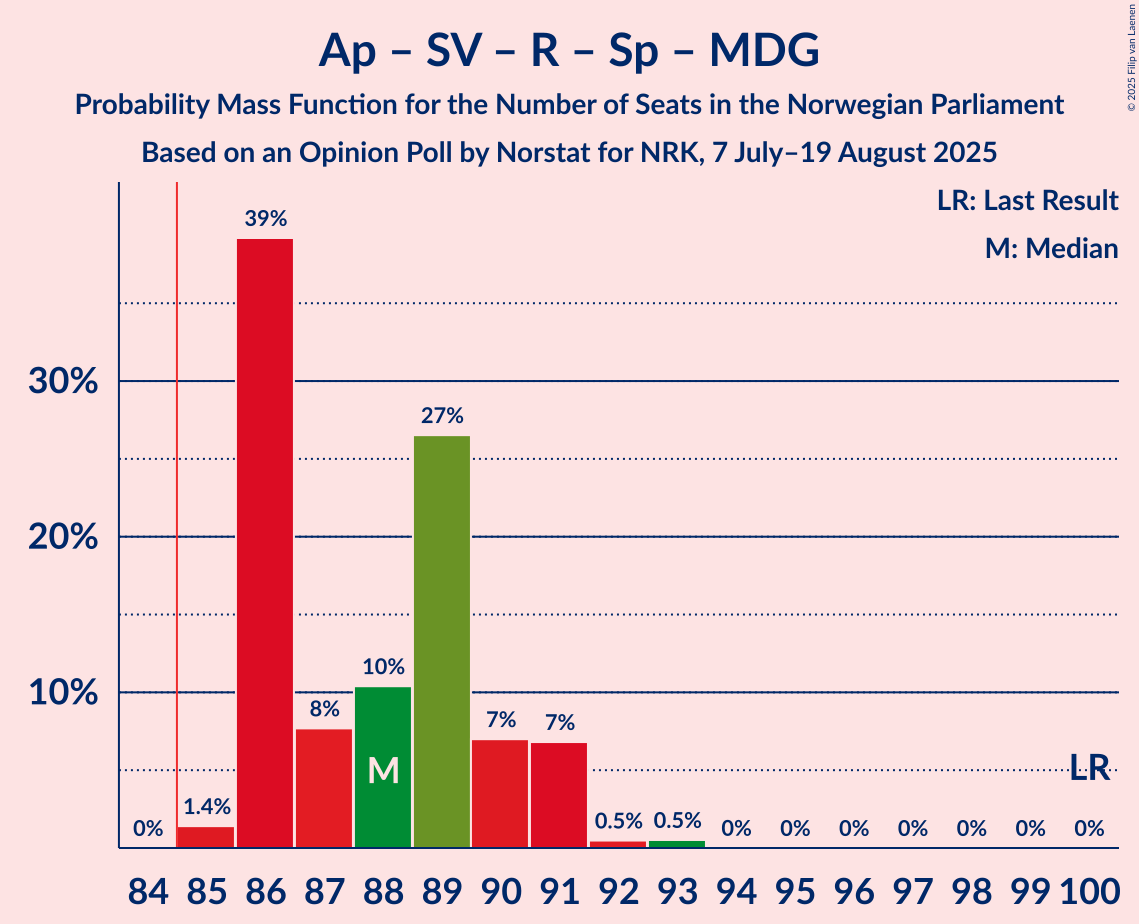 Ap – SV – R – Sp – MDG
Probability Mass Function for the Number of Seats in the Norwegian Parliament
Based on an Opinion Poll by Norstat for NRK, 7 July–19 August 2025
© 2025 Filip van Laenen
LR: Last Result
M: Median
39%
30%
27%
20%
10%
10%
8%
7%
7%
M
LR
0%
1.4%
0.5%
0.5%
0%
0%
0%
0%
0%
0%
0%
84 85 86 87 88 89 90 91 92 93 94 95 96 97 98 99 100